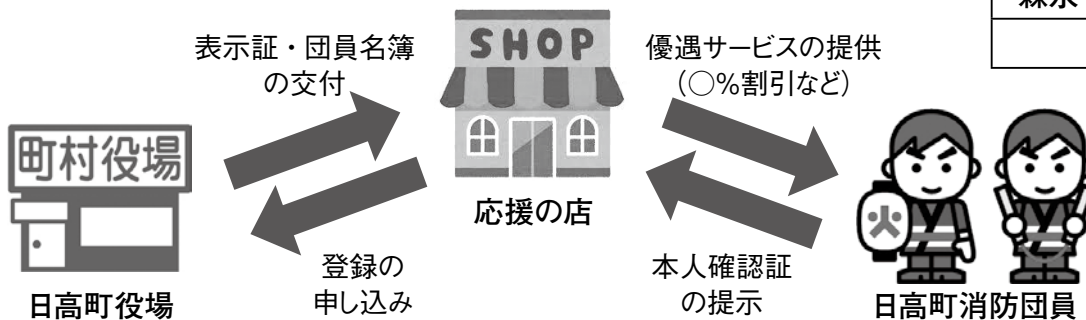 表示証・団員名簿
の交付
SHOP
優遇サービスの提供
(○%割引など)
町村役場
応援の店
火
登録の
申し込み
本人確認証
の提示
日高町役場
日高町消防団員